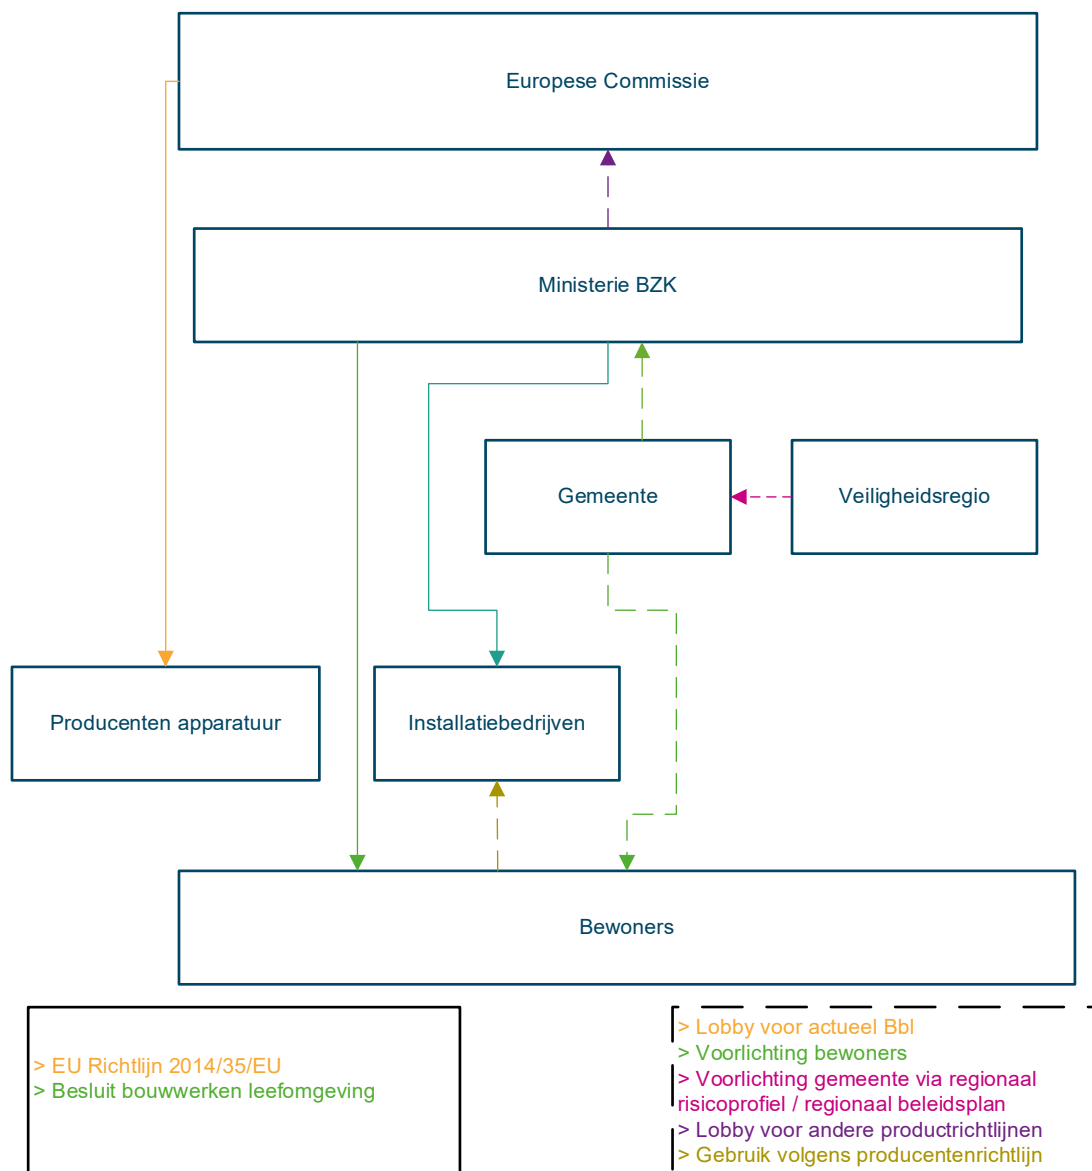 Europese Commissie
Ministerie BZK
Gemeente
Veiligheidsregio
Producenten apparatuur
Installatiebedrijven
Bewoners
> EU Richtlijn 2014/35/EU
> Besluit bouwwerken leefomgeving
> Lobby voor actueel Bbl
> Voorlichting bewoners
> Voorlichting gemeente via regionaal
risicoprofiel / regionaal beleidsplan
> Lobby voor andere productrichtlijnen
> Gebruik volgens producentenrichtlijn